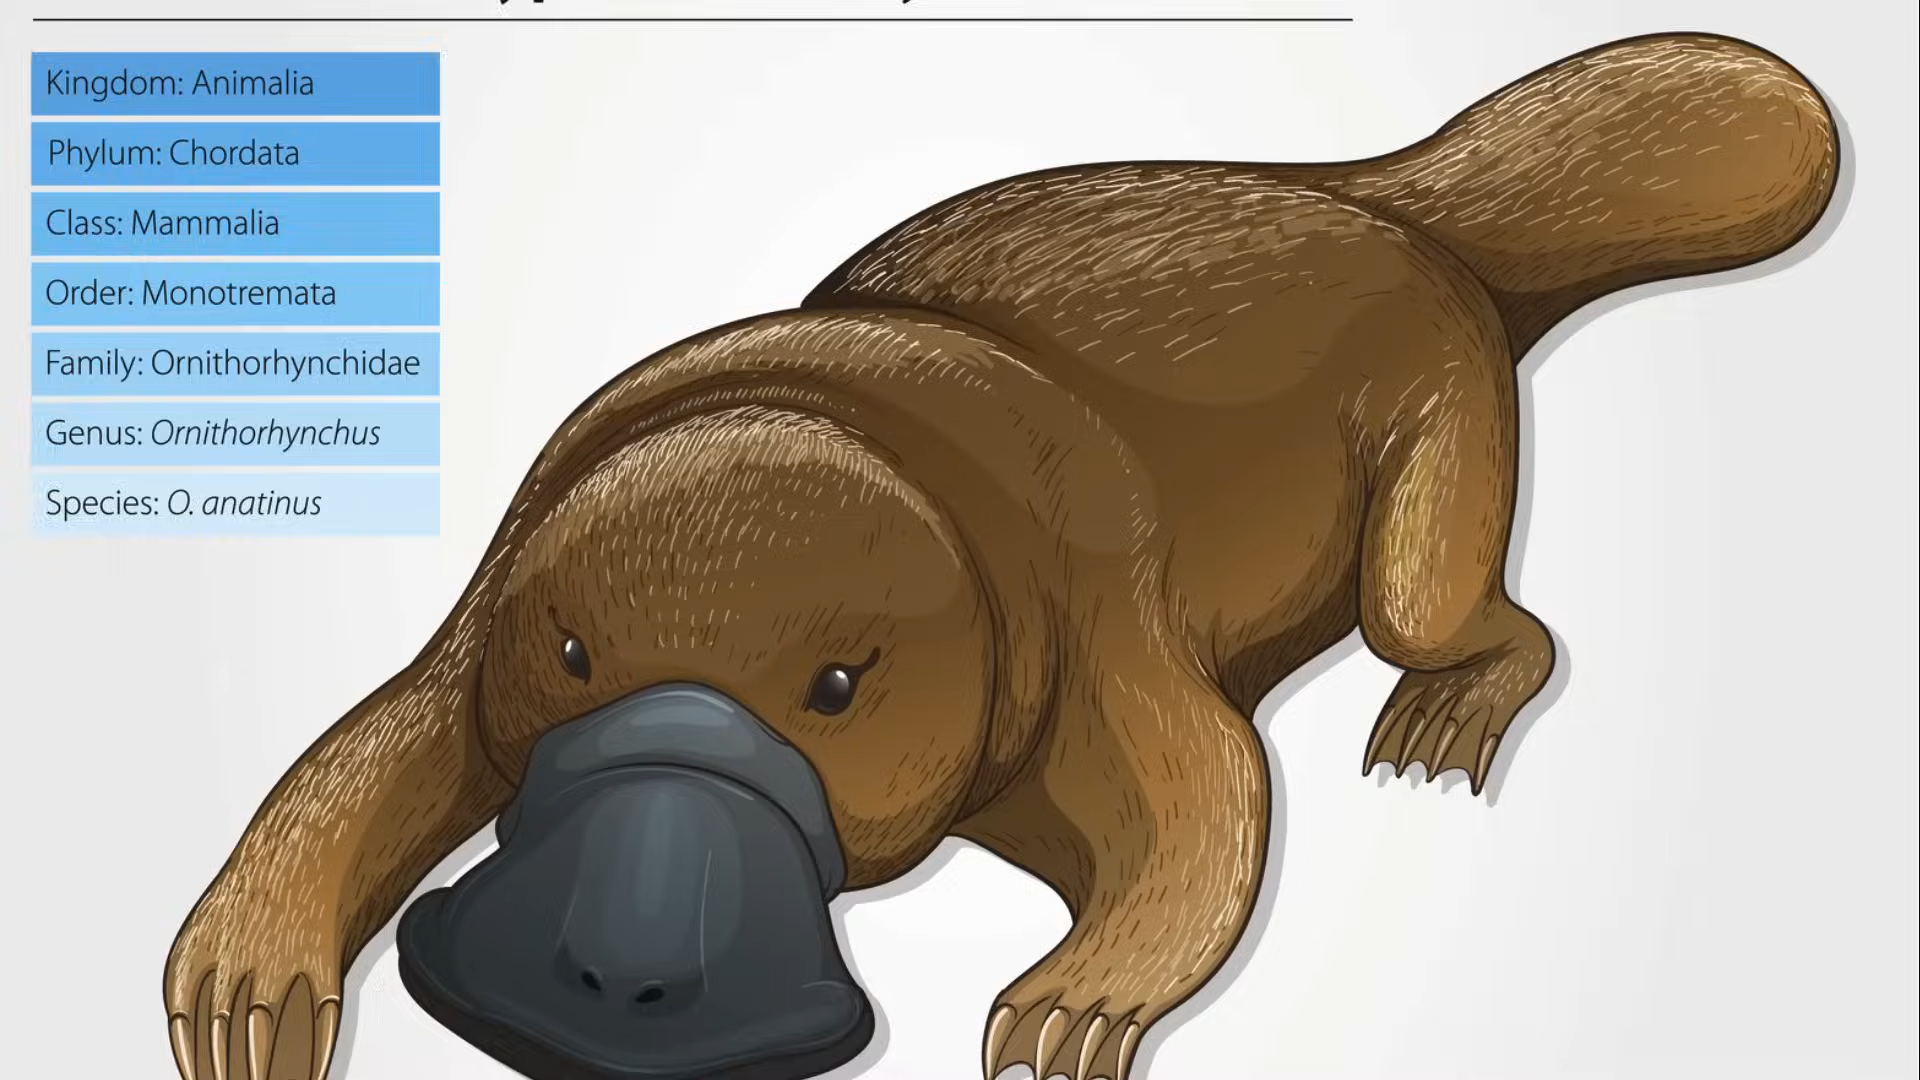 Kingdom: Animalia
Phylum: Chordata
Class: Mammalia
Order: Monotremata
Family: Ornithorhynchidae
Genus: Ornithorhynchus
Species: O. anatinus